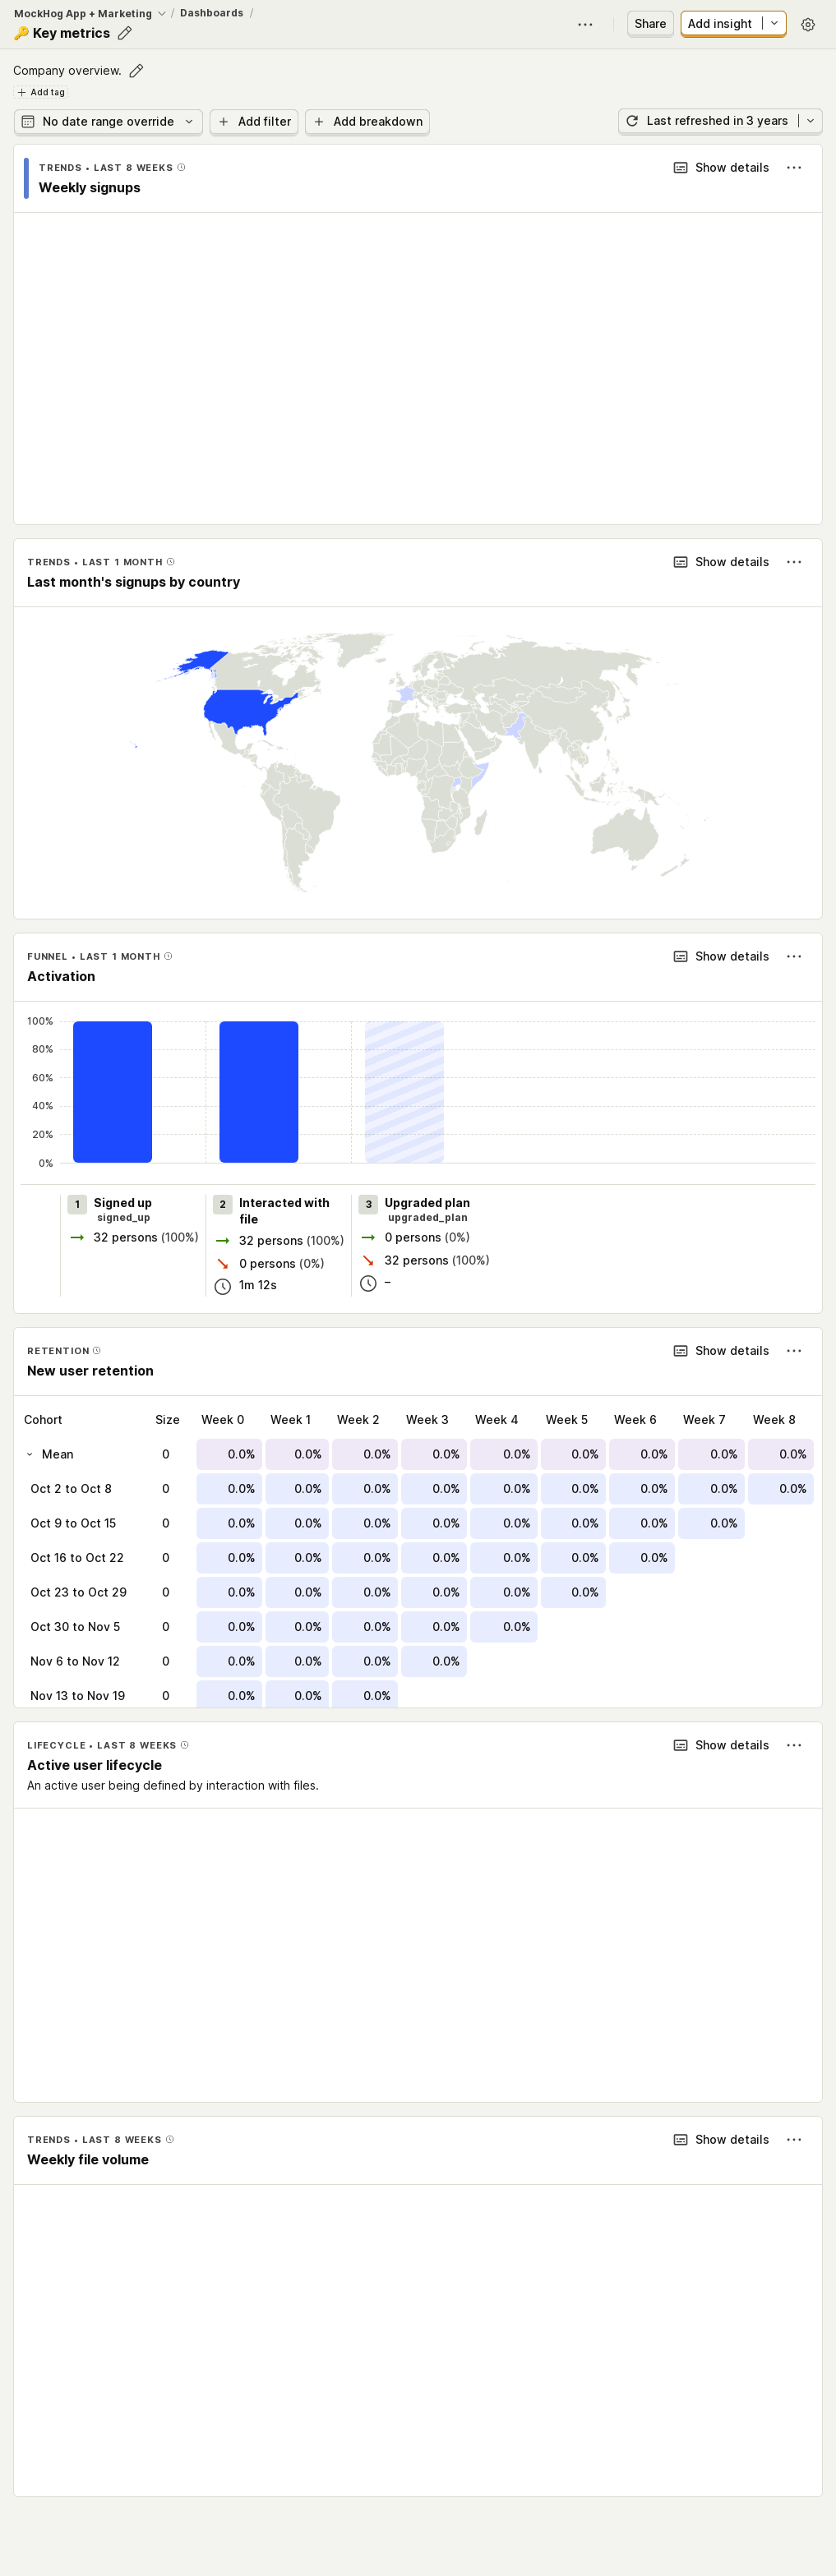 MockHog App + Marketing / Dashboards /
🔑 Key metrics
Share
Add insight
Company overview.
Add tag
No date range override
Add filter
Add breakdown
Last refreshed in 3 years
TRENDS • LAST 8 WEEKS
Show details
Weekly signups
TRENDS • LAST 1 MONTH
Show details
Last month's signups by country
FUNNEL • LAST 1 MONTH
Show details
Activation
100%
80%
60%
40%
20%
0%
1 Signed up
signed_up
32 persons (100%)
2 Interacted with
file
32 persons (100%)
0 persons (0%)
1m 12s
3 Upgraded plan
upgraded_plan
0 persons (0%)
32 persons (100%)
–
RETENTION
Show details
New user retention
Cohort Size Week 0 Week 1 Week 2 Week 3 Week 4 Week 5 Week 6 Week 7 Week 8
Mean 0 0.0% 0.0% 0.0% 0.0% 0.0% 0.0% 0.0% 0.0% 0.0%
Oct 2 to Oct 8 0 0.0% 0.0% 0.0% 0.0% 0.0% 0.0% 0.0% 0.0% 0.0%
Oct 9 to Oct 15 0 0.0% 0.0% 0.0% 0.0% 0.0% 0.0% 0.0% 0.0%
Oct 16 to Oct 22 0 0.0% 0.0% 0.0% 0.0% 0.0% 0.0% 0.0%
Oct 23 to Oct 29 0 0.0% 0.0% 0.0% 0.0% 0.0% 0.0%
Oct 30 to Nov 5 0 0.0% 0.0% 0.0% 0.0% 0.0%
Nov 6 to Nov 12 0 0.0% 0.0% 0.0% 0.0%
Nov 13 to Nov 19 0 0.0% 0.0% 0.0%
LIFECYCLE • LAST 8 WEEKS
Show details
Active user lifecycle
An active user being defined by interaction with files.
TRENDS • LAST 8 WEEKS
Show details
Weekly file volume